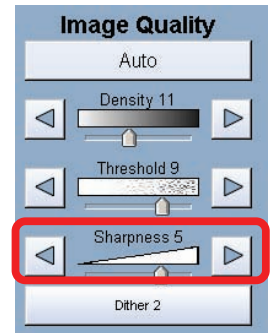 Image Quality
Auto
Density 11
Threshold 9
Sharpness 5
Dither 2